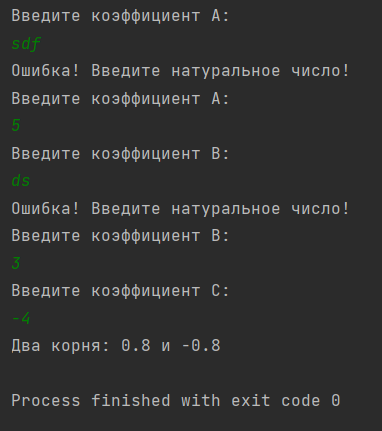 Введите коэффициент A:
sdf
Ошибка! Введите натуральное число!
Введите коэффициент A:
5
Введите коэффициент B:
ds
Ошибка! Введите натуральное число!
Введите коэффициент B:
3
Введите коэффициент C:
-4
Два корня: 0.8 и -0.8
Process finished with exit code 0